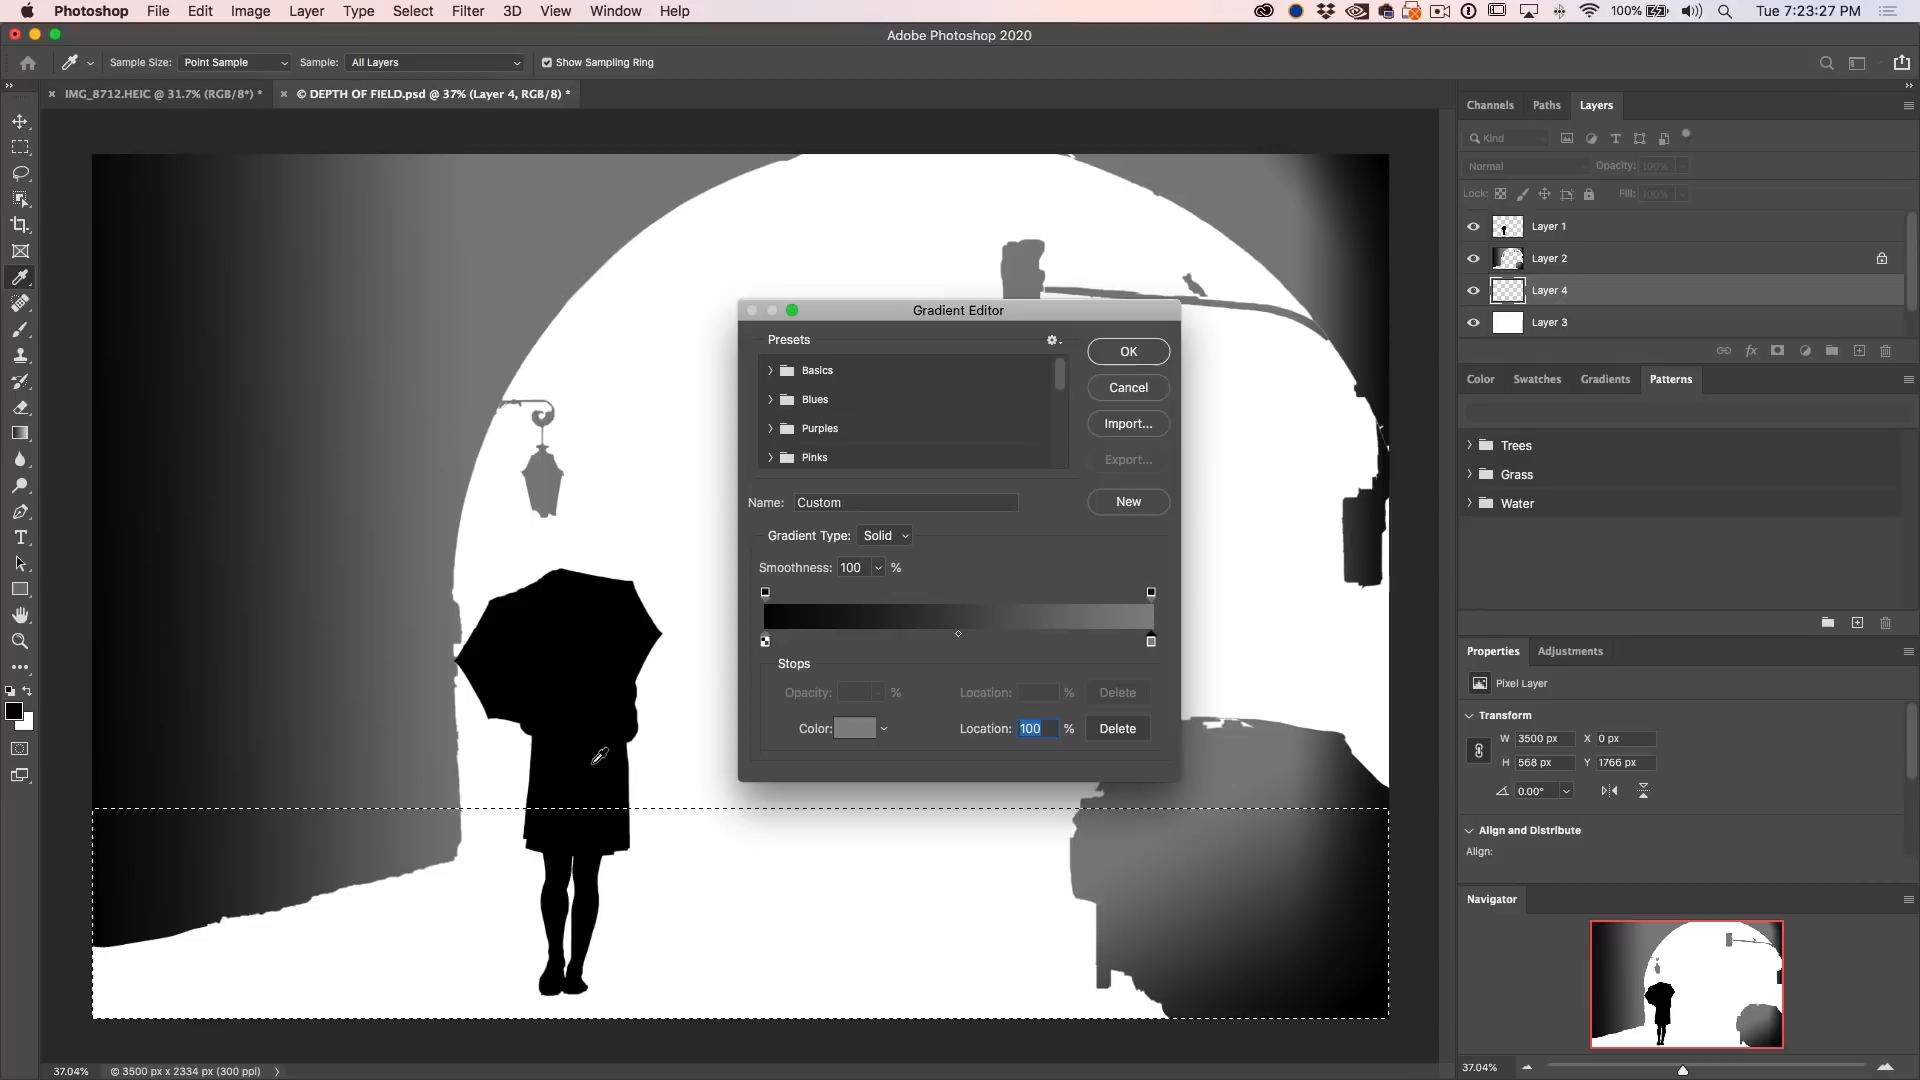 Photoshop File Edit Image Layer Type Select Filter 3D View Window Help 100% Tue 7:23:27 PM
Adobe Photoshop 2020
Sample Size: Point Sample Sample: All Layers Show Sampling Ring
IMG_8712.HEIC @ 31.7% (RGB/8*) * © DEPTH OF FIELD.psd @ 37% (Layer 4, RGB/8) *
Channels Paths Layers
Kind
Normal Opacity: 100%
Lock: Fill: 100%
Layer 1
Layer 2
Layer 4
Layer 3
fx
Color Swatches Gradients Patterns
Trees
Grass
Water
Properties Adjustments
Pixel Layer
Transform
W 3500 px X 0 px
H 568 px Y 1766 px
0.00°
Align and Distribute
Align:
Navigator
37.04%
Gradient Editor
Presets
Basics
Blues
Purples
Pinks
OK
Cancel
Import...
Export...
New
Name: Custom
Gradient Type: Solid
Smoothness: 100 %
Stops
Opacity: % Location: % Delete
Color: Location: 100 % Delete
37.04% © 3500 px x 2334 px (300 ppi)